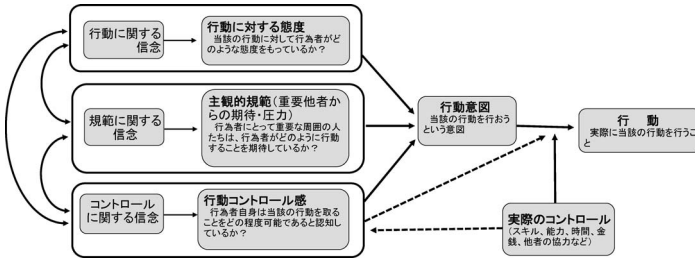 行動に関する
信念
行動に対する態度
当該の行動に対して行為者がど
のような態度をもっているか？
規範に関する
信念
主観的規範（重要他者か
らの期待・圧力）
行為者にとって重要な周囲の人
たちは、行為者がどのように行動
することを期待しているか？
コントロール
に関する信念
行動コントロール感
行為者自身は当該の行動を取る
ことをどの程度可能であると認知
しているか？
行動意図
当該の行動を行おう
という意図
行　動
実際に当該の行動を行うこ
と
実際のコントロール
（スキル、能力、時間、金
銭、他者の協力など）